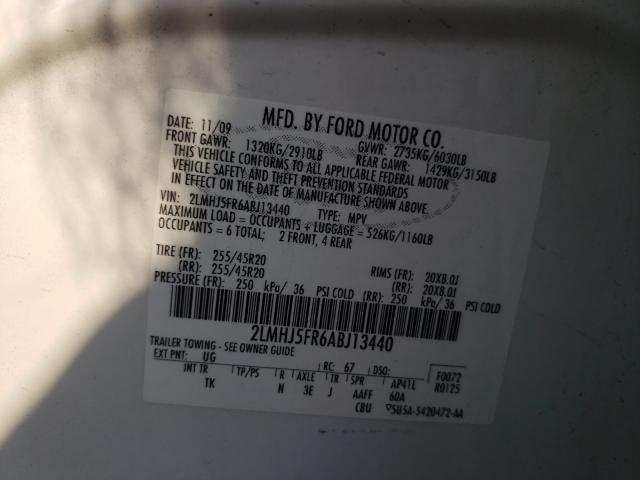 MFD. BY FORD MOTOR CO.
DATE: 11/09 GVWR: 2735KG/6030LB
FRONT GAWR: 1320KG/2910LB REAR GAWR: 1429KG/3150LB
THIS VEHICLE CONFORMS TO ALL APPLICABLE FEDERAL MOTOR
VEHICLE SAFETY AND THEFT PREVENTION STANDARDS
IN EFFECT ON THE DATE OF MANUFACTURE SHOWN ABOVE.
VIN: 2LMHJ5FR6ABJ13440 TYPE: MPV
MAXIMUM LOAD = OCCUPANTS + LUGGAGE = 526KG/1160LB
OCCUPANTS = 6 TOTAL; 2 FRONT, 4 REAR
TIRE (FR): 255/45R20 RIMS (FR): 20X8.0J
(RR): 255/45R20 (RR): 20X8.0J
PRESSURE (FR): 250 kPa/ 36 PSI COLD (RR): 250 kPa/ 36 PSI COLD
2LMHJ5FR6ABJ13440
TRAILER TOWING - SEE OWNER GUIDE
EXT PNT: UG RC: 67 DSO: F0072
INT TR TP/PS R AXLE TR SPR AP41L R0125
TK N 3E J AAFF 60A
CBU 5U5A-5420472-AA